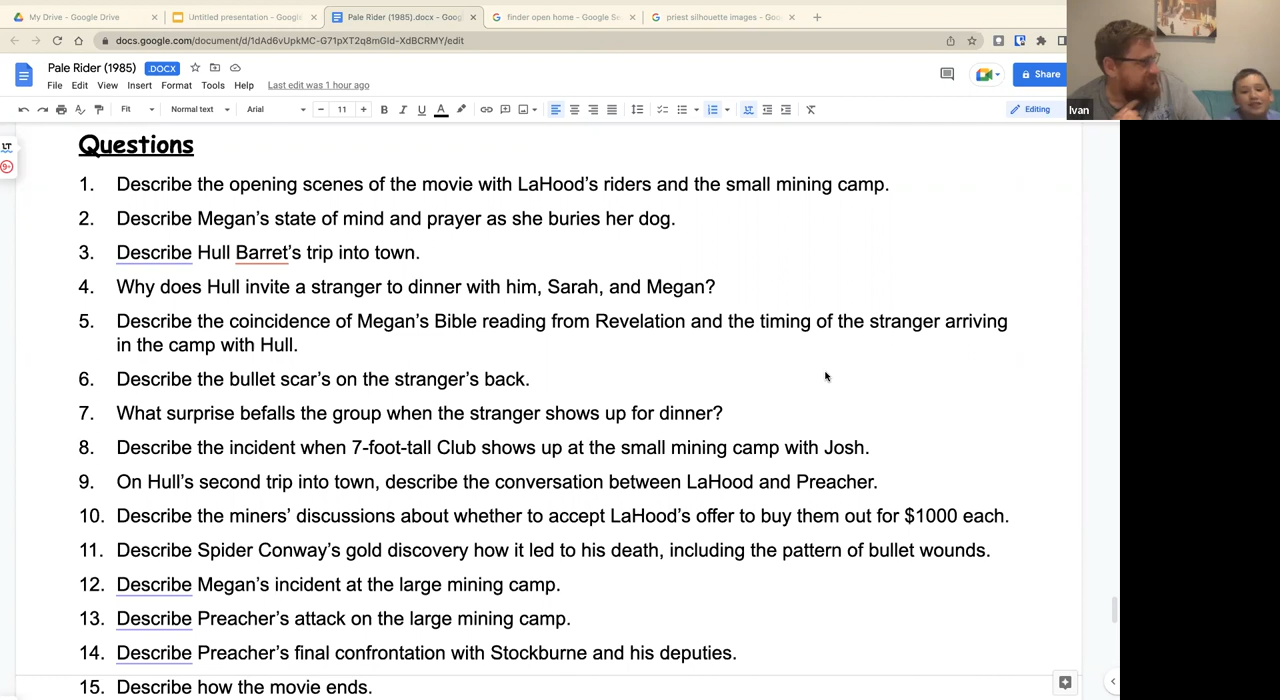 My Drive - Google Drive
Untitled presentation - Google
Pale Rider (1985).docx - Goog
finder open home - Google Se
priest silhouette images - Goo
docs.google.com/document/d/1dAd6vUpkMC-G71pXT2q8mGId-XdBCRMY/edit
Pale Rider (1985) .DOCX
File Edit View Insert Format Tools Help Last edit was 1 hour ago
Share
Ivan
Fit Normal text Arial 11 Editing
Questions
1. Describe the opening scenes of the movie with LaHood's riders and the small mining camp.
2. Describe Megan's state of mind and prayer as she buries her dog.
3. Describe Hull Barret's trip into town.
4. Why does Hull invite a stranger to dinner with him, Sarah, and Megan?
5. Describe the coincidence of Megan's Bible reading from Revelation and the timing of the stranger arriving
in the camp with Hull.
6. Describe the bullet scar's on the stranger's back.
7. What surprise befalls the group when the stranger shows up for dinner?
8. Describe the incident when 7-foot-tall Club shows up at the small mining camp with Josh.
9. On Hull's second trip into town, describe the conversation between LaHood and Preacher.
10. Describe the miners' discussions about whether to accept LaHood's offer to buy them out for $1000 each.
11. Describe Spider Conway's gold discovery how it led to his death, including the pattern of bullet wounds.
12. Describe Megan's incident at the large mining camp.
13. Describe Preacher's attack on the large mining camp.
14. Describe Preacher's final confrontation with Stockburne and his deputies.
15. Describe how the movie ends.